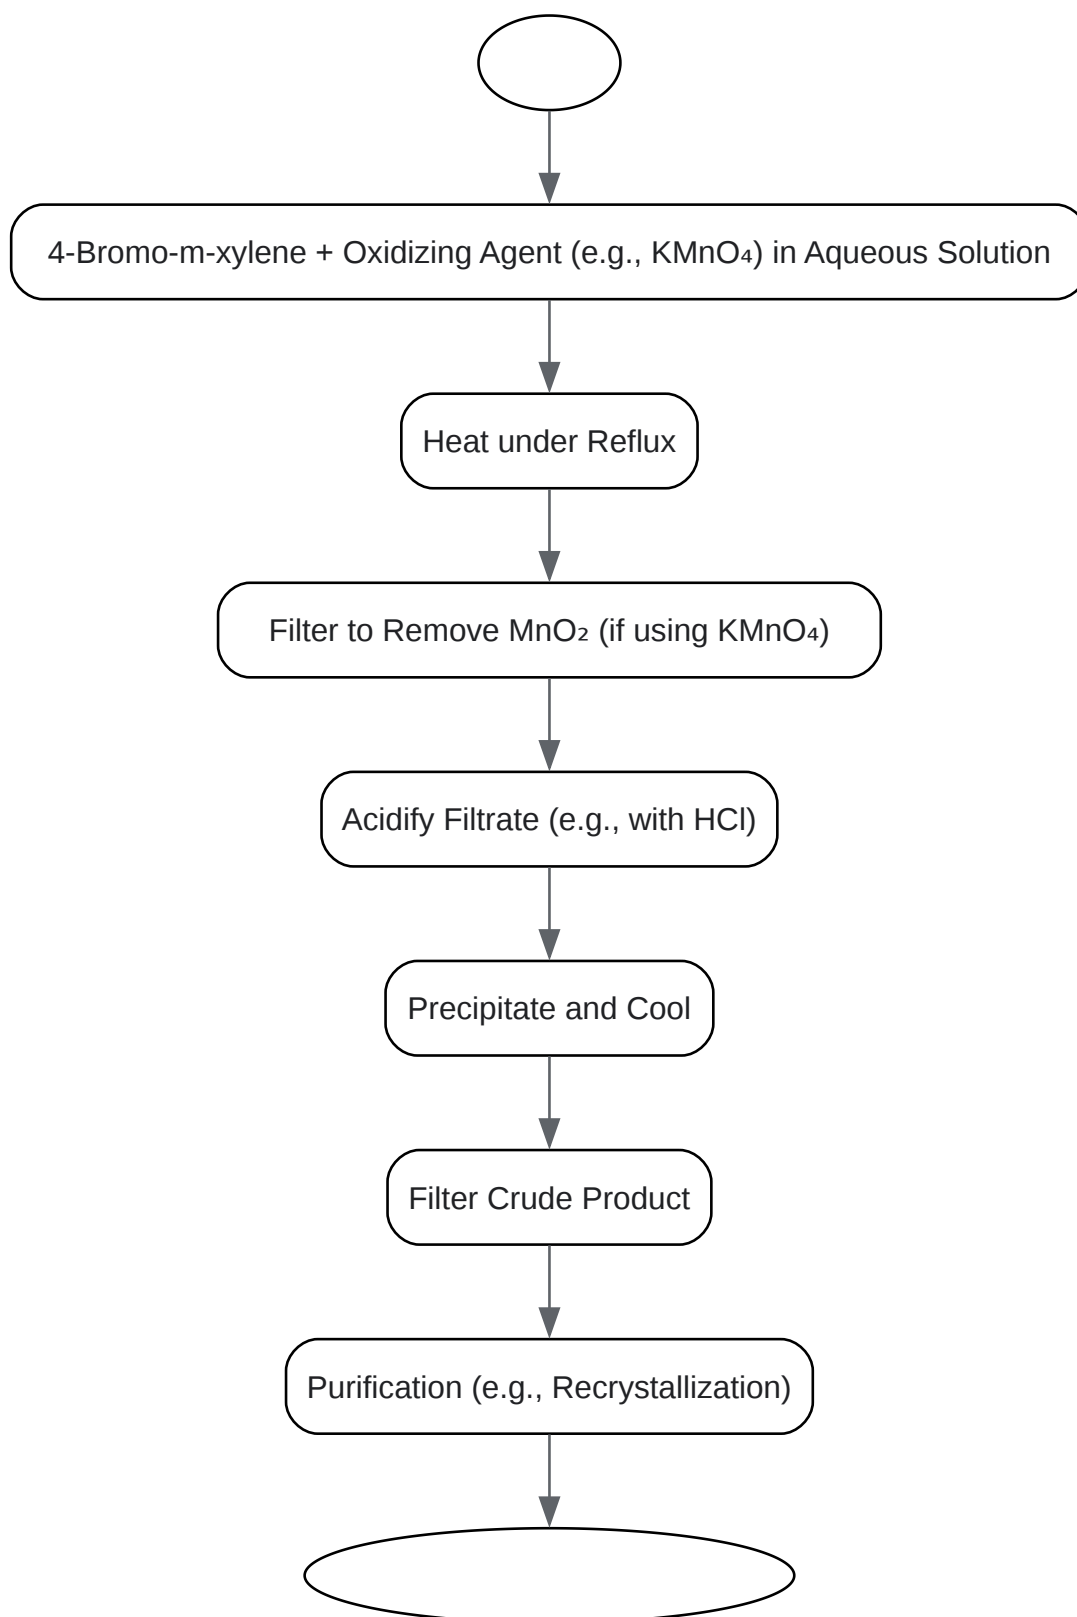 4-Bromo-m-xylene + Oxidizing Agent (e.g., KMnO₄) in Aqueous Solution
Heat under Reflux
Filter to Remove MnO₂ (if using KMnO₄)
Acidify Filtrate (e.g., with HCl)
Precipitate and Cool
Filter Crude Product
Purification (e.g., Recrystallization)